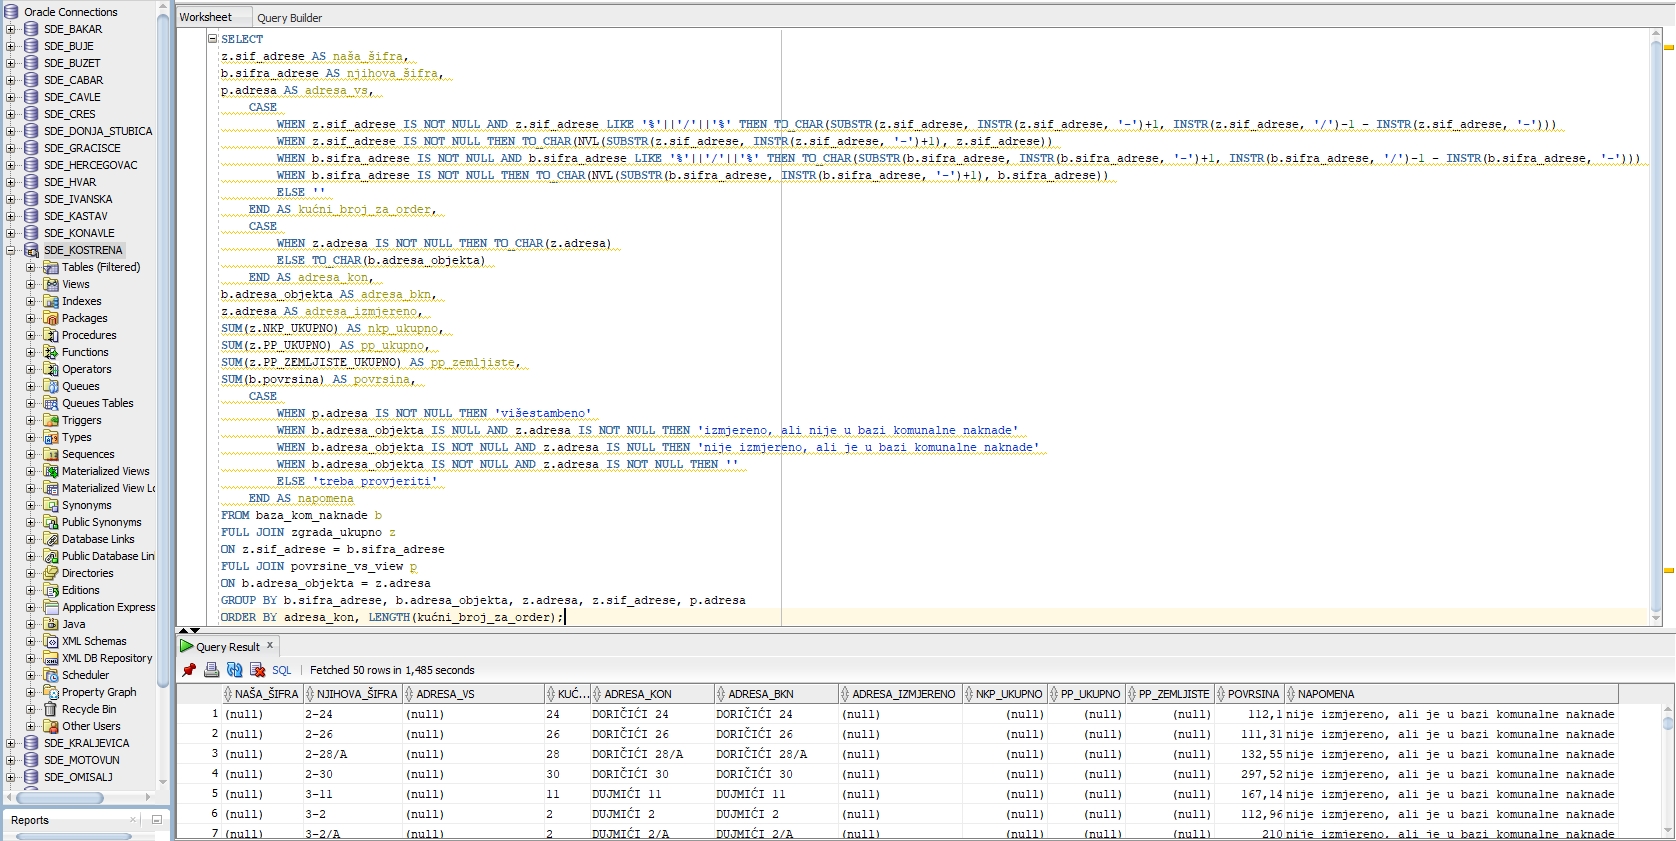 Oracle Connections
SDE_BAKAR
SDE_BUJE
SDE_BUZET
SDE_CABAR
SDE_CAVLE
SDE_CRES
SDE_DONJA_STUBICA
SDE_GRACISCE
SDE_HERCEGOVAC
SDE_HVAR
SDE_IVANSKA
SDE_KASTAV
SDE_KONAVLE
SDE_KOSTRENA
Tables (Filtered)
Views
Indexes
Packages
Procedures
Functions
Operators
Queues
Queues Tables
Triggers
Types
Sequences
Materialized Views
Materialized View Lo
Synonyms
Public Synonyms
Database Links
Public Database Lin
Directories
Editions
Application Express
Java
XML Schemas
XML DB Repository
Scheduler
Property Graph
Recycle Bin
Other Users
SDE_KRALJEVICA
SDE_MOTOVUN
SDE_OMISALJ
Reports
Worksheet Query Builder
SELECT
z.sif_adrese AS naša_šifra,
b.sifra_adrese AS njihova_šifra,
p.adresa AS adresa_vs,
CASE
WHEN z.sif_adrese IS NOT NULL AND z.sif_adrese LIKE '%'||'/'||'%' THEN TO_CHAR(SUBSTR(z.sif_adrese, INSTR(z.sif_adrese, '-')+1, INSTR(z.sif_adrese, '/')-1 - INSTR(z.sif_adrese, '-')))
WHEN z.sif_adrese IS NOT NULL THEN TO_CHAR(NVL(SUBSTR(z.sif_adrese, INSTR(z.sif_adrese, '-')+1), z.sif_adrese))
WHEN b.sifra_adrese IS NOT NULL AND b.sifra_adrese LIKE '%'||'/'||'%' THEN TO_CHAR(SUBSTR(b.sifra_adrese, INSTR(b.sifra_adrese, '-')+1, INSTR(b.sifra_adrese, '/')-1 - INSTR(b.sifra_adrese, '-')))
WHEN b.sifra_adrese IS NOT NULL THEN TO_CHAR(NVL(SUBSTR(b.sifra_adrese, INSTR(b.sifra_adrese, '-')+1), b.sifra_adrese))
ELSE ''
END AS kućni_broj_za_order,
CASE
WHEN z.adresa IS NOT NULL THEN TO_CHAR(z.adresa)
ELSE TO_CHAR(b.adresa_objekta)
END AS adresa_kon,
b.adresa_objekta AS adresa_bkn,
z.adresa AS adresa_izmjereno,
SUM(z.NKP_UKUPNO) AS nkp_ukupno,
SUM(z.PP_UKUPNO) AS pp_ukupno,
SUM(z.PP_ZEMLJISTE_UKUPNO) AS pp_zemljiste,
SUM(b.povrsina) AS povrsina,
CASE
WHEN p.adresa IS NOT NULL THEN 'višestambeno'
WHEN b.adresa_objekta IS NULL AND z.adresa IS NOT NULL THEN 'izmjereno, ali nije u bazi komunalne naknade'
WHEN b.adresa_objekta IS NOT NULL AND z.adresa IS NULL THEN 'nije izmjereno, ali je u bazi komunalne naknade'
WHEN b.adresa_objekta IS NOT NULL AND z.adresa IS NOT NULL THEN ''
ELSE 'treba provjeriti'
END AS napomena
FROM baza_kom_naknade b
FULL JOIN zgrada_ukupno z
ON z.sif_adrese = b.sifra_adrese
FULL JOIN povrsine_vs_view p
ON b.adresa_objekta = z.adresa
GROUP BY b.sifra_adrese, b.adresa_objekta, z.adresa, z.sif_adrese, p.adresa
ORDER BY adresa_kon, LENGTH(kućni_broj_za_order);
Query Result
SQL | Fetched 50 rows in 1,485 seconds
NAŠA_ŠIFRA NJIHOVA_ŠIFRA ADRESA_VS KUĆ... ADRESA_KON ADRESA_BKN ADRESA_IZMJERENO NKP_UKUPNO PP_UKUPNO PP_ZEMLJISTE POVRSINA NAPOMENA
1 (null) 2-24 (null) 24 DORIČIĆI 24 DORIČIĆI 24 (null) (null) (null) (null) 112,1 nije izmjereno, ali je u bazi komunalne naknade
2 (null) 2-26 (null) 26 DORIČIĆI 26 DORIČIĆI 26 (null) (null) (null) (null) 111,31 nije izmjereno, ali je u bazi komunalne naknade
3 (null) 2-28/A (null) 28 DORIČIĆI 28/A DORIČIĆI 28/A (null) (null) (null) (null) 132,55 nije izmjereno, ali je u bazi komunalne naknade
4 (null) 2-30 (null) 30 DORIČIĆI 30 DORIČIĆI 30 (null) (null) (null) (null) 297,52 nije izmjereno, ali je u bazi komunalne naknade
5 (null) 3-11 (null) 11 DUJMIĆI 11 DUJMIĆI 11 (null) (null) (null) (null) 167,14 nije izmjereno, ali je u bazi komunalne naknade
6 (null) 3-2 (null) 2 DUJMIĆI 2 DUJMIĆI 2 (null) (null) (null) (null) 112,96 nije izmjereno, ali je u bazi komunalne naknade
7 (null) 3-2/A (null) 2 DUJMIĆI 2/A DUJMIĆI 2/A (null) (null) (null) (null) 210 nije izmjereno, ali je u bazi komunalne naknade